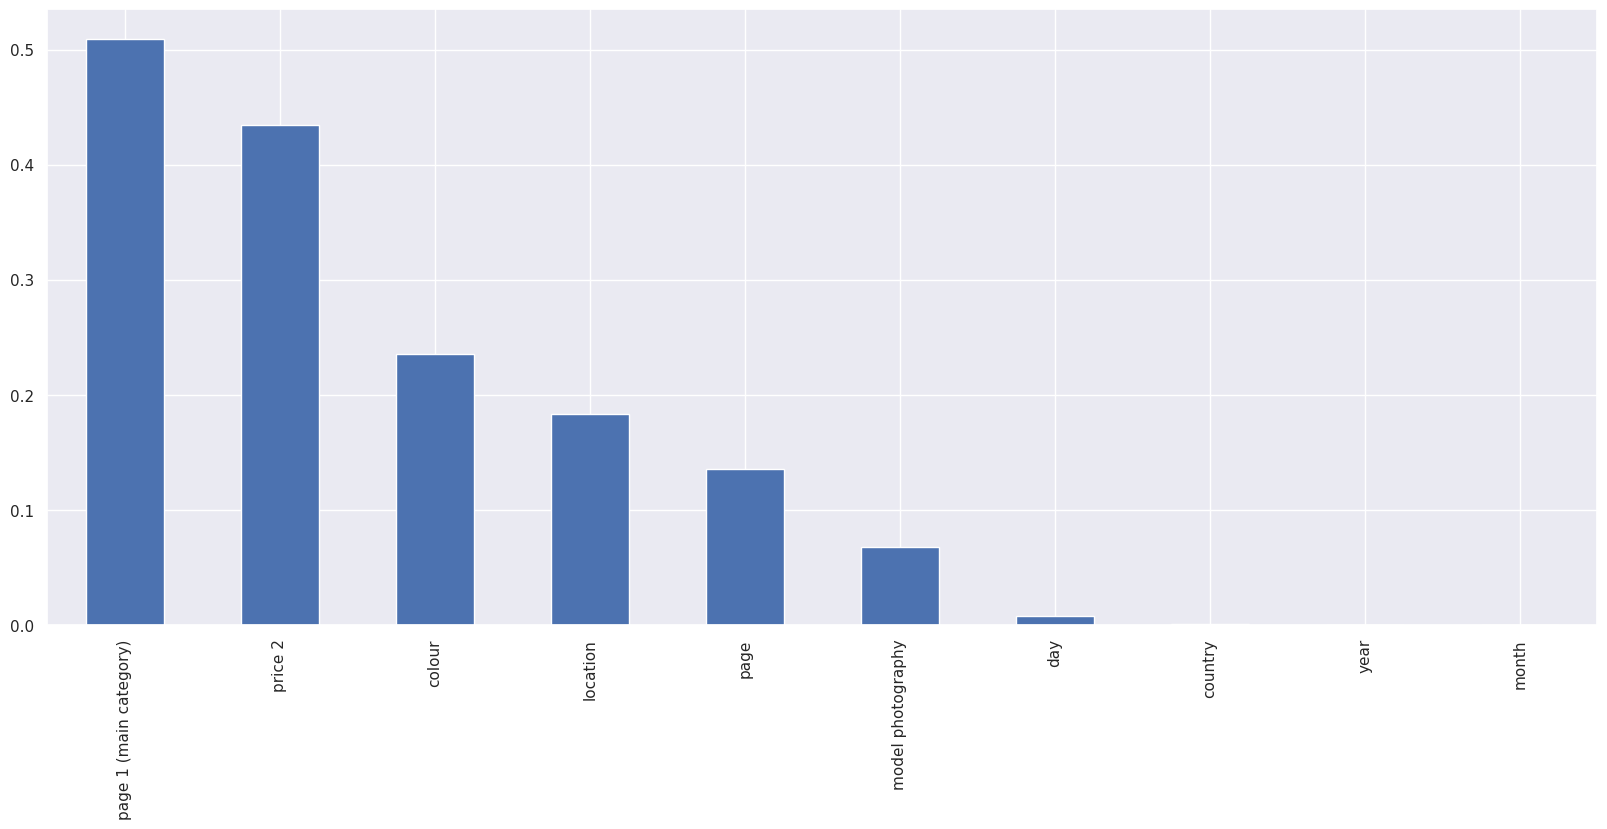 0.5
0.4
0.3
0.2
0.1
0.0
page 1 (main category)
price 2
colour
location
page
model photography
day
country
year
month